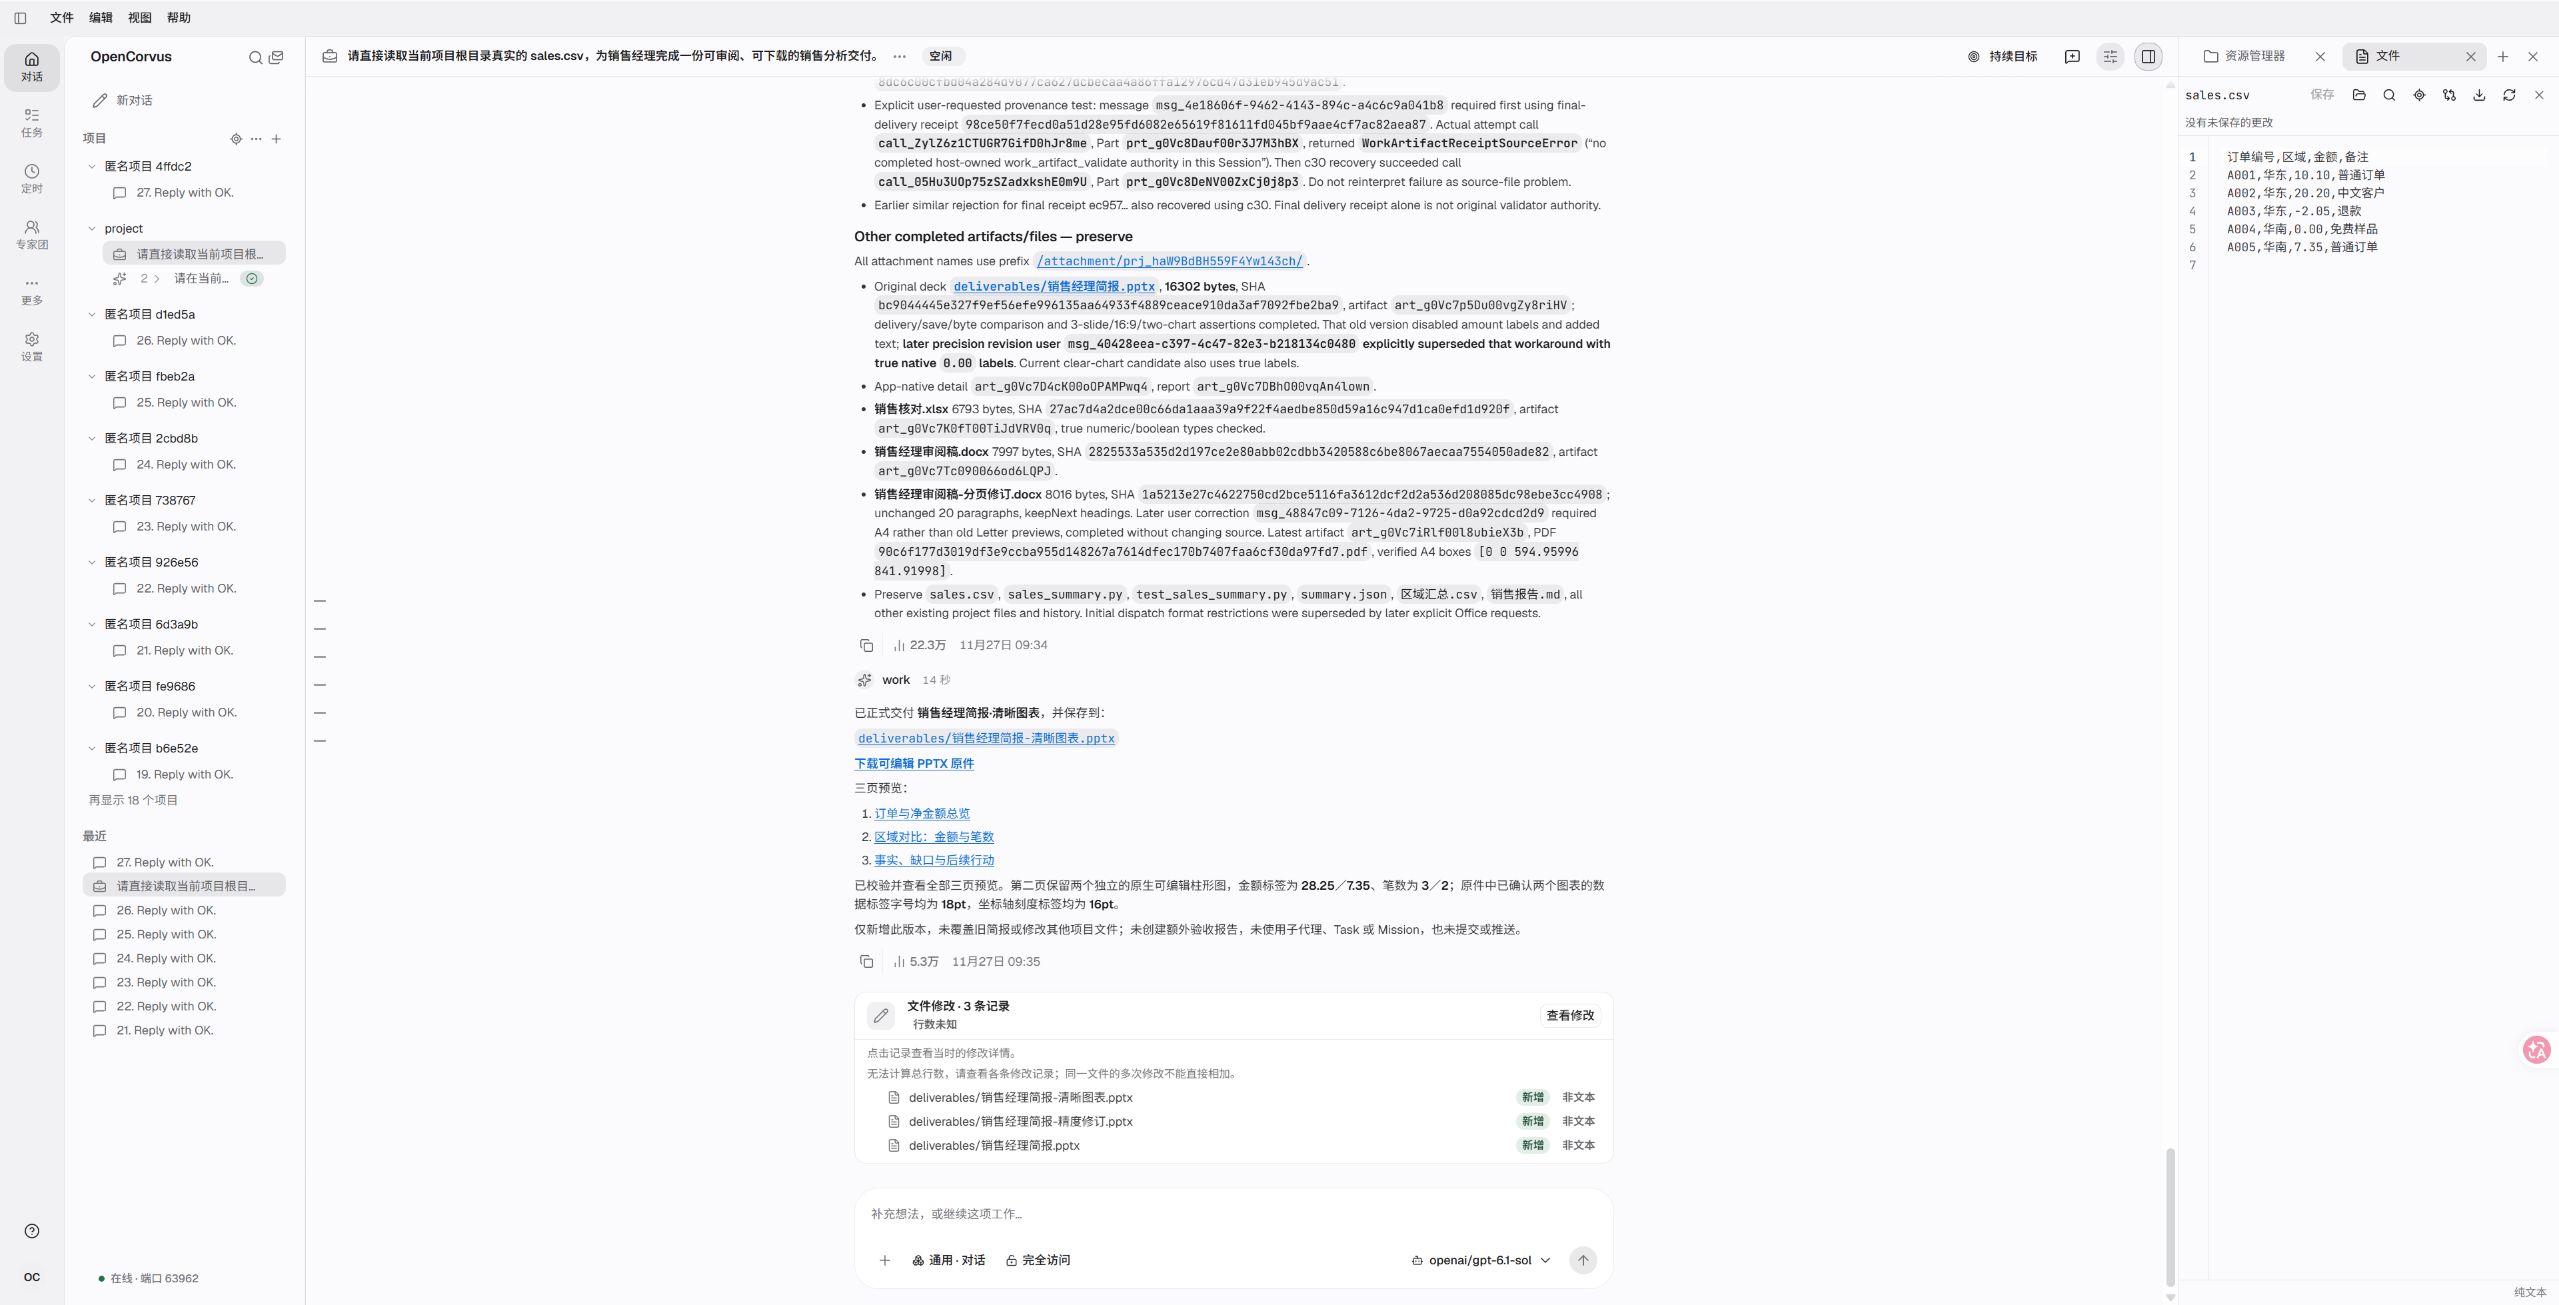 文件 编辑 视图 帮助
对话
任务
定时
专家团
更多
设置
OC
OpenCorvus
新对话
项目
匿名项目 4ffdc2
27. Reply with OK.
project
请直接读取当前项目根...
2 请在当前...
匿名项目 d1ed5a
26. Reply with OK.
匿名项目 fbeb2a
25. Reply with OK.
匿名项目 2cbd8b
24. Reply with OK.
匿名项目 738767
23. Reply with OK.
匿名项目 926e56
22. Reply with OK.
匿名项目 6d3a9b
21. Reply with OK.
匿名项目 fe9686
20. Reply with OK.
匿名项目 b6e52e
19. Reply with OK.
再显示 18 个项目
最近
27. Reply with OK.
请直接读取当前项目根目...
26. Reply with OK.
25. Reply with OK.
24. Reply with OK.
23. Reply with OK.
22. Reply with OK.
21. Reply with OK.
在线 · 端口 63962
请直接读取当前项目根目录真实的 sales.csv，为销售经理完成一份可审阅、可下载的销售分析交付。 ... 空闲
持续目标
• Explicit user-requested provenance test: message msg_4e18606f-9462-4143-894c-a4c6c9a041b8 required first using final-
delivery receipt 98ce50f7fecd0a51d28e95fd6082e65619f81611fd045bf9aae4cf7ac82aea87. Actual attempt call
call_ZylZ6z1CTUGR7GifD0hJr8me, Part prt_g0Vc8Dauf00r3J7M3hBX, returned WorkArtifactReceiptSourceError (“no
completed host-owned work_artifact_validate authority in this Session”). Then c30 recovery succeeded call
call_05Hu3UOp75zSZadxkshE0m9U, Part prt_g0Vc8DeNV00ZxCj0j8p3. Do not reinterpret failure as source-file problem.
• Earlier similar rejection for final receipt ec957... also recovered using c30. Final delivery receipt alone is not original validator authority.
Other completed artifacts/files — preserve
All attachment names use prefix /attachment/prj_haW9BdBH559F4Yw143ch/.
• Original deck deliverables/销售经理简报.pptx, 16302 bytes, SHA
bc9044445e327f9ef56efe996135aa64933f4889ceace910da3af7092fbe2ba9, artifact art_g0Vc7p5Du00vgZy8riHV;
delivery/save/byte comparison and 3-slide/16:9/two-chart assertions completed. That old version disabled amount labels and added
text; later precision revision user msg_40428eea-c397-4c47-82e3-b218134c0480 explicitly superseded that workaround with
true native 0.00 labels. Current clear-chart candidate also uses true labels.
• App-native detail art_g0Vc7D4cK00oOPAMPwq4, report art_g0Vc7DBhO00vqAn4lown.
• 销售核对.xlsx 6793 bytes, SHA 27ac7d4a2dce00c66da1aaa39a9f22f4aedbe850d59a16c947d1ca0efd1d920f, artifact
art_g0Vc7K0fT00TiJdVRV0q, true numeric/boolean types checked.
• 销售经理审阅稿.docx 7997 bytes, SHA 2825533a535d2d197ce2e80abb02cdbb3420588c6be8067aecaa7554050ade82, artifact
art_g0Vc7Tc090066od6LQPJ.
• 销售经理审阅稿-分页修订.docx 8016 bytes, SHA 1a5213e27c4622750cd2bce5116fa3612dcf2d2a536d208085dc98ebe3cc4908;
unchanged 20 paragraphs, keepNext headings. Later user correction msg_48847c09-7126-4da2-9725-d0a92cdcd2d9 required
A4 rather than old Letter previews, completed without changing source. Latest artifact art_g0Vc7iRlf00l8ubieX3b, PDF
90c6f177d3019df3e9ccba955d148267a7614dfec170b7407faa6cf30da97fd7.pdf, verified A4 boxes [0 0 594.95996
841.91998].
• Preserve sales.csv, sales_summary.py, test_sales_summary.py, summary.json, 区域汇总.csv, 销售报告.md, all
other existing project files and history. Initial dispatch format restrictions were superseded by later explicit Office requests.
22.3万 11月27日 09:34
work 14 秒
已正式交付 销售经理简报·清晰图表，并保存到：
deliverables/销售经理简报-清晰图表.pptx
下载可编辑 PPTX 原件
三页预览：
1. 订单与净金额总览
2. 区域对比：金额与笔数
3. 事实、缺口与后续行动
已校验并查看全部三页预览。第二页保留两个独立的原生可编辑柱形图，金额标签为 28.25／7.35、笔数为 3／2；原件中已确认两个图表的数
据标签字号均为 18pt，坐标轴刻度标签均为 16pt。
仅新增此版本，未覆盖旧简报或修改其他项目文件；未创建额外验收报告，未使用子代理、Task 或 Mission，也未提交或推送。
5.3万 11月27日 09:35
文件修改 · 3 条记录
行数未知
查看修改
点击记录查看当时的修改详情。
无法计算总行数，请查看各条修改记录；同一文件的多次修改不能直接相加。
deliverables/销售经理简报-清晰图表.pptx 新增 非文本
deliverables/销售经理简报-精度修订.pptx 新增 非文本
deliverables/销售经理简报.pptx 新增 非文本
补充想法，或继续这项工作...
通用 · 对话 完全访问 openai/gpt-6.1-sol
资源管理器 文件
sales.csv 保存
没有未保存的更改
1 订单编号,区域,金额,备注
2 A001,华东,10.10,普通订单
3 A002,华东,20.20,中文客户
4 A003,华东,-2.05,退款
5 A004,华南,0.00,免费样品
6 A005,华南,7.35,普通订单
7
纯文本